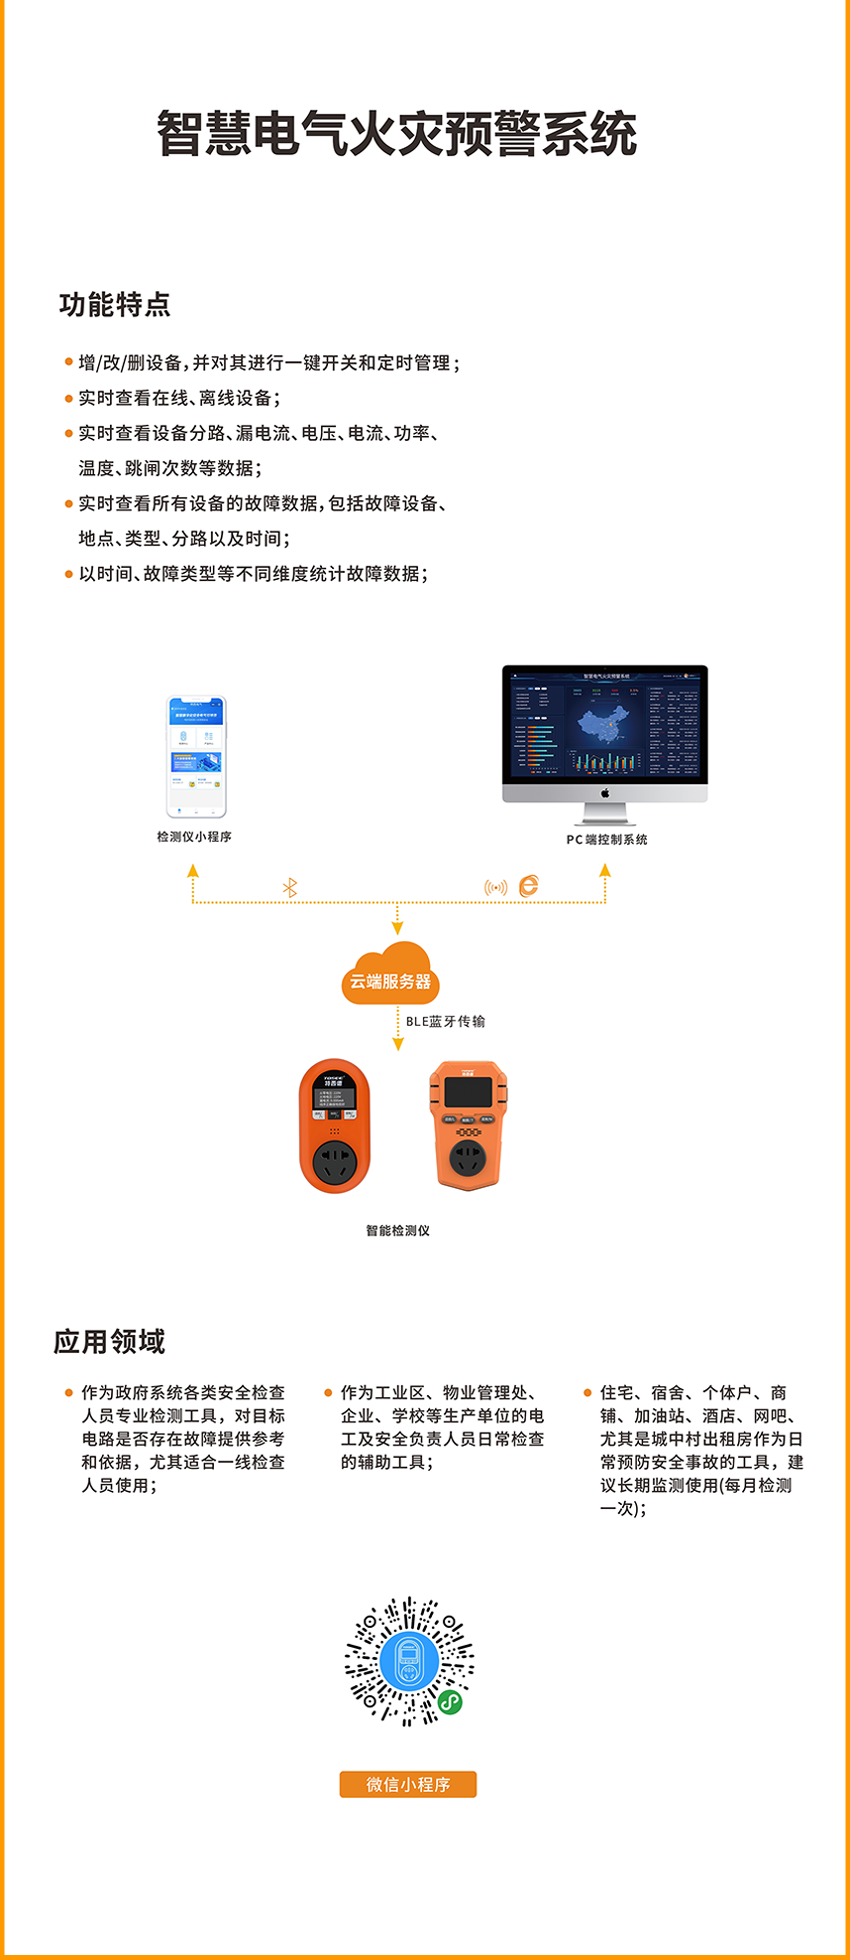 智慧电气火灾预警系统
功能特点
增/改/删设备,并对其进行一键开关和定时管理;
实时查看在线、离线设备;
实时查看设备分路、漏电流、电压、电流、功率、
温度、跳闸次数等数据;
实时查看所有设备的故障数据,包括故障设备、
地点、类型、分路以及时间;
以时间、故障类型等不同维度统计故障数据;
智慧电气火灾预警系统
检测仪小程序
PC 端控制系统
云端服务器
BLE蓝牙传输
特西德
智能检测仪
应用领域
作为政府系统各类安全检查
人员专业检测工具，对目标
电路是否存在故障提供参考
和依据，尤其适合一线检查
人员使用；
作为工业区、物业管理处、
企业、学校等生产单位的电
工及安全负责人员日常检查
的辅助工具；
住宅、宿舍、个体户、商
铺、加油站、酒店、网吧、
尤其是城中村出租房作为日
常预防安全事故的工具，建
议长期监测使用(每月检测
一次)；
微信小程序